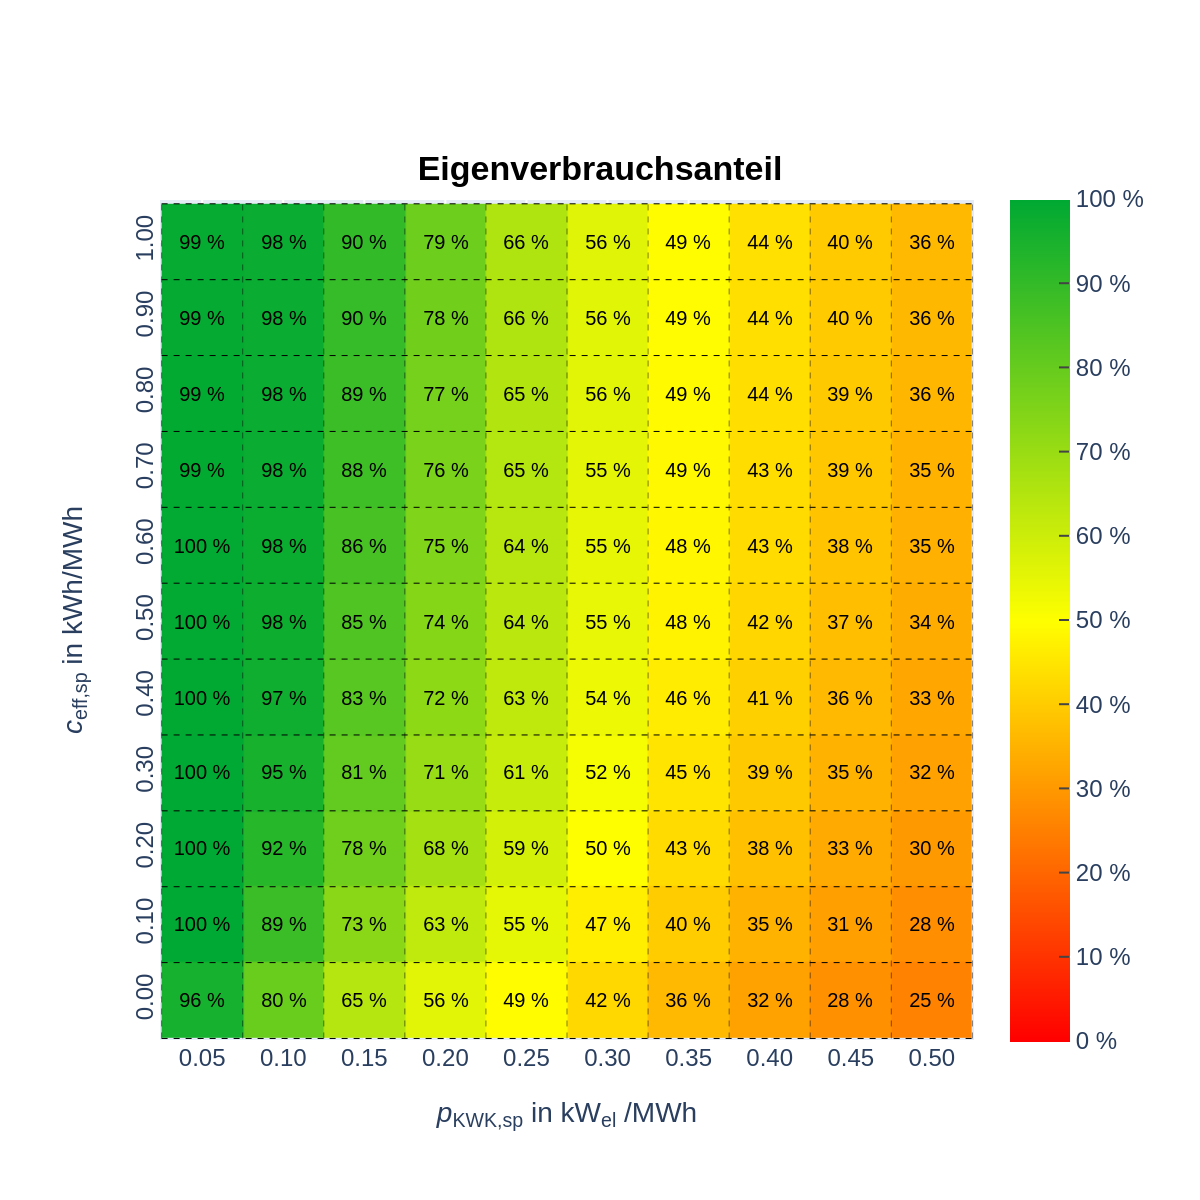 Eigenverbrauchsanteil
1.00 99 % 98 % 90 % 79 % 66 % 56 % 49 % 44 % 40 % 36 %
0.90 99 % 98 % 90 % 78 % 66 % 56 % 49 % 44 % 40 % 36 %
0.80 99 % 98 % 89 % 77 % 65 % 56 % 49 % 44 % 39 % 36 %
0.70 99 % 98 % 88 % 76 % 65 % 55 % 49 % 43 % 39 % 35 %
0.60 100 % 98 % 86 % 75 % 64 % 55 % 48 % 43 % 38 % 35 %
0.50 100 % 98 % 85 % 74 % 64 % 55 % 48 % 42 % 37 % 34 %
0.40 100 % 97 % 83 % 72 % 63 % 54 % 46 % 41 % 36 % 33 %
0.30 100 % 95 % 81 % 71 % 61 % 52 % 45 % 39 % 35 % 32 %
0.20 100 % 92 % 78 % 68 % 59 % 50 % 43 % 38 % 33 % 30 %
0.10 100 % 89 % 73 % 63 % 55 % 47 % 40 % 35 % 31 % 28 %
0.00 96 % 80 % 65 % 56 % 49 % 42 % 36 % 32 % 28 % 25 %
0.05 0.10 0.15 0.20 0.25 0.30 0.35 0.40 0.45 0.50
c_eff,sp in kWh/MWh
p_KWK,sp in kW_el /MWh
100 %
90 %
80 %
70 %
60 %
50 %
40 %
30 %
20 %
10 %
0 %